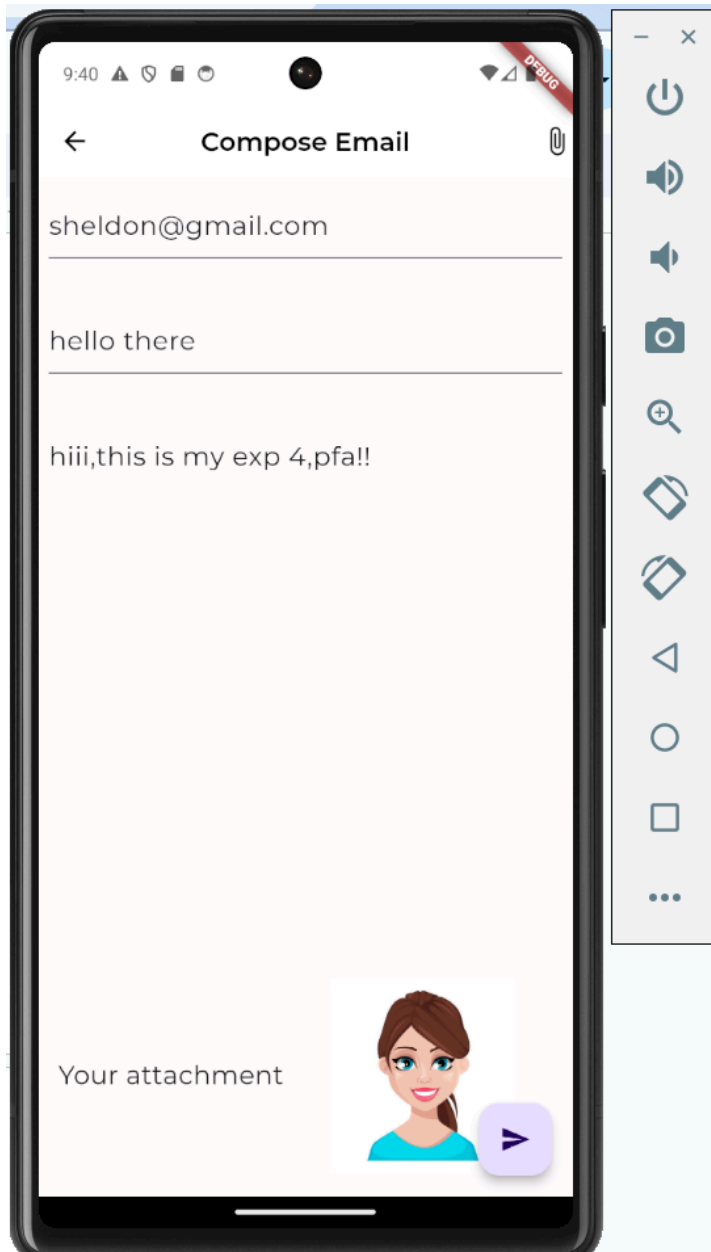 9:40
DEBUG
Compose Email
sheldon@gmail.com
hello there
hiii,this is my exp 4,pfa!!
Your attachment